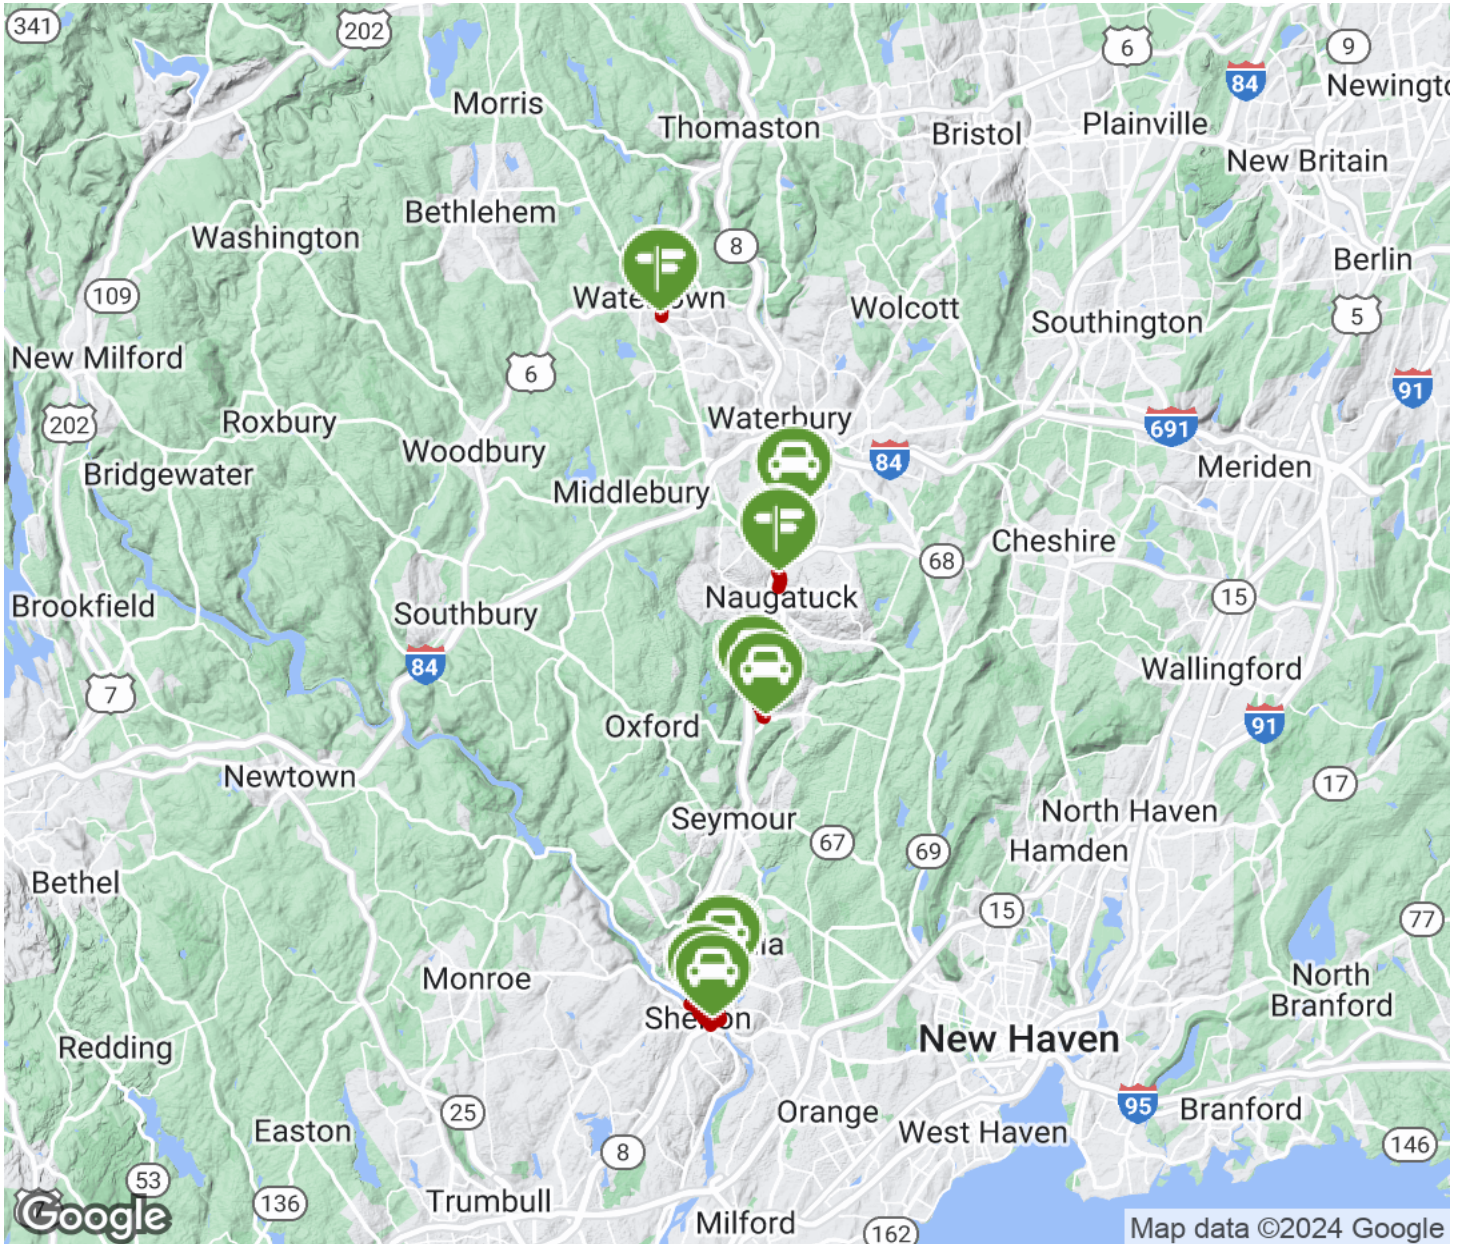 341
202
6
9
84
Newingto
Morris
Thomaston
Bristol
Plainville
New Britain
Bethlehem
Washington
8
Berlin
109
Watertown
Wolcott
Southington
5
New Milford
6
91
202
Roxbury
Waterbury
691
Woodbury
84
Bridgewater
Meriden
Middlebury
Cheshire
68
Brookfield
Naugatuck
15
Southbury
84
Wallingford
7
Oxford
91
Newtown
17
Seymour
North Haven
67
69
Hamden
Bethel
15
77
ia
Monroe
North
Branford
Shelton
New Haven
Redding
25
Orange
95
Branford
Easton
West Haven
8
146
53
136
Trumbull
Google
Milford
162
Map data ©2024 Google